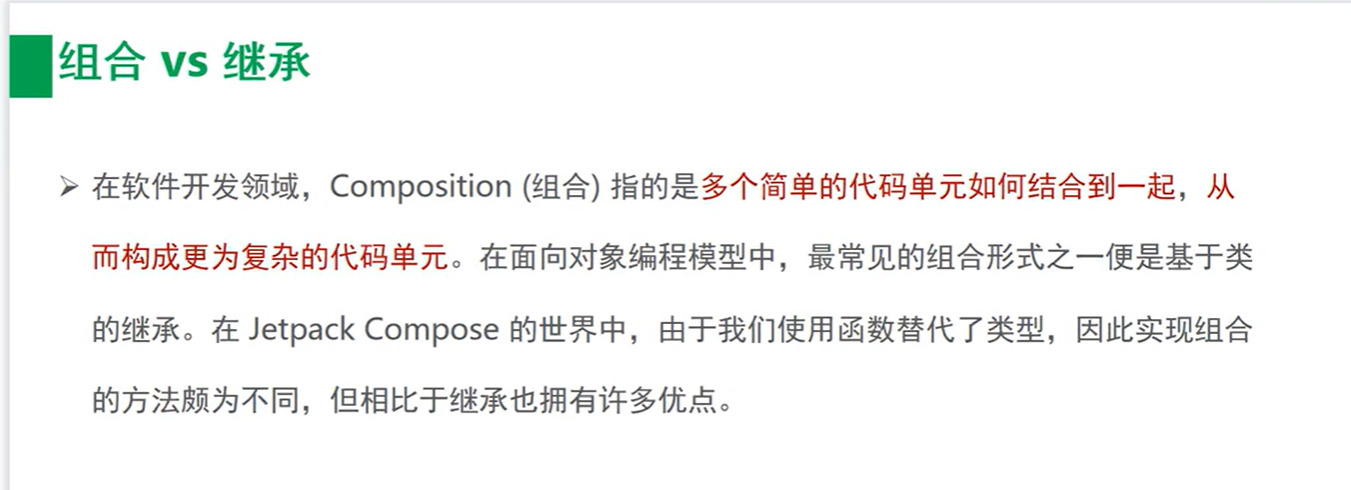 组合 vs 继承
➢ 在软件开发领域，Composition (组合) 指的是多个简单的代码单元如何结合到一起，从
而构成更为复杂的代码单元。在面向对象编程模型中，最常见的组合形式之一便是基于类
的继承。在 Jetpack Compose 的世界中，由于我们使用函数替代了类型，因此实现组合
的方法颇为不同，但相比于继承也拥有许多优点。